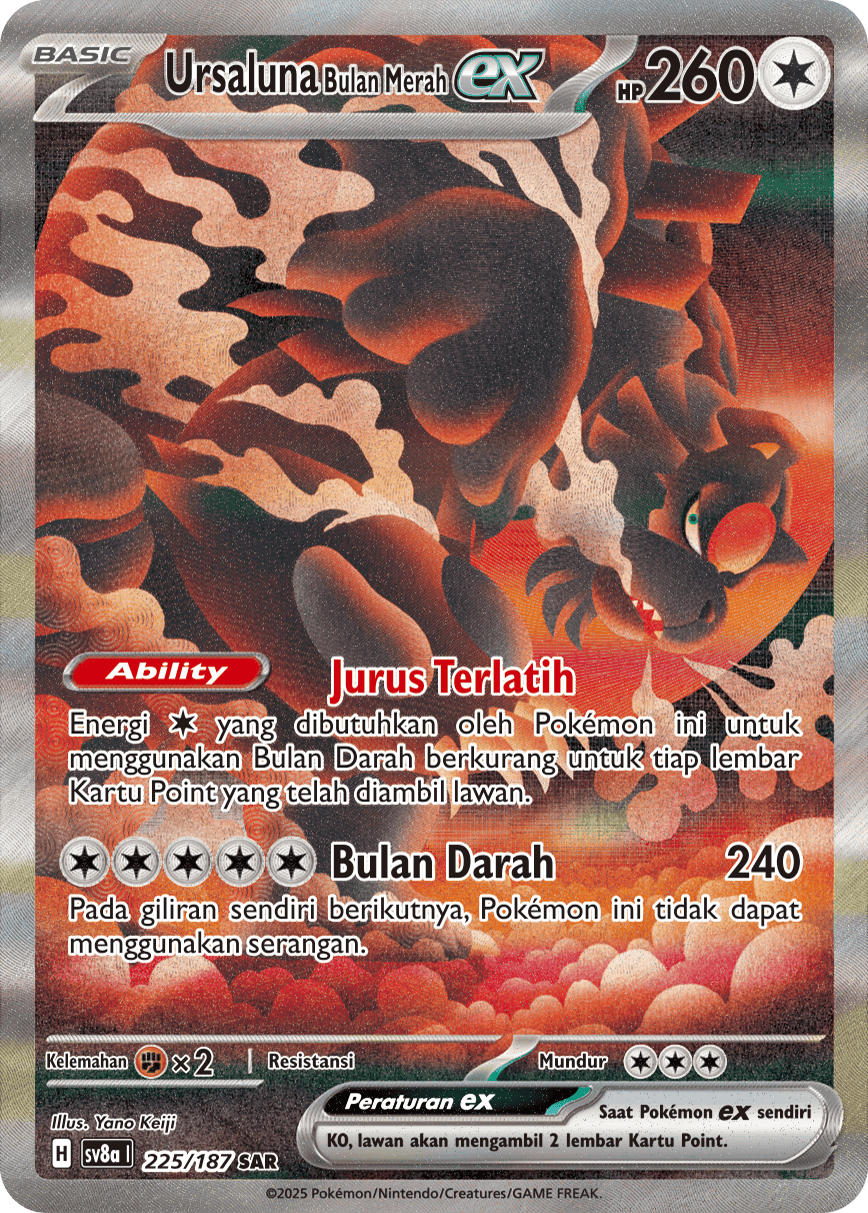 BASIC
Ursaluna Bulan Merah ex HP 260
Ability Jurus Terlatih
Energi yang dibutuhkan oleh Pokémon ini untuk
menggunakan Bulan Darah berkurang untuk tiap lembar
Kartu Point yang telah diambil lawan.
Bulan Darah 240
Pada giliran sendiri berikutnya, Pokémon ini tidak dapat
menggunakan serangan.
Kelemahan ×2 Resistansi Mundur
Peraturan ex Saat Pokémon ex sendiri
KO, lawan akan mengambil 2 lembar Kartu Point.
Illus. Yano Keiji
H sv8a I 225/187 SAR
©2025 Pokémon/Nintendo/Creatures/GAME FREAK.